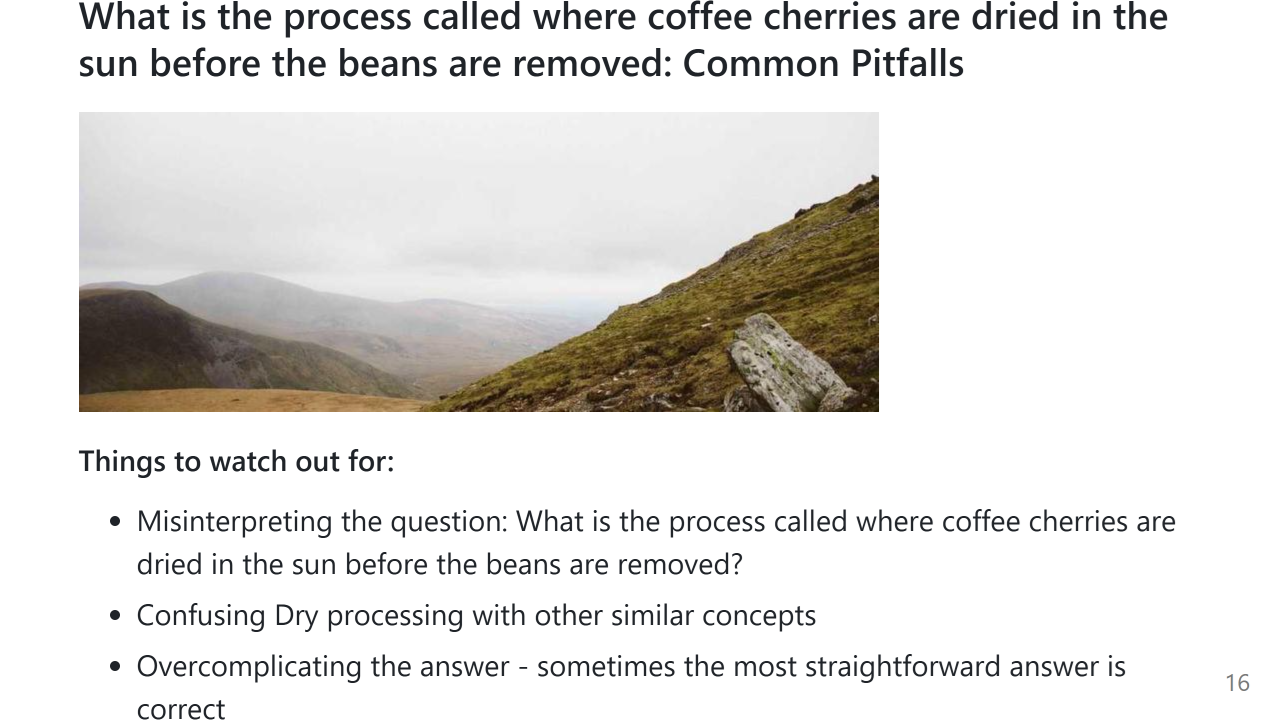 What is the process called where coffee cherries are dried in the
sun before the beans are removed: Common Pitfalls
Things to watch out for:
Misinterpreting the question: What is the process called where coffee cherries are
dried in the sun before the beans are removed?
Confusing Dry processing with other similar concepts
Overcomplicating the answer - sometimes the most straightforward answer is
correct
16